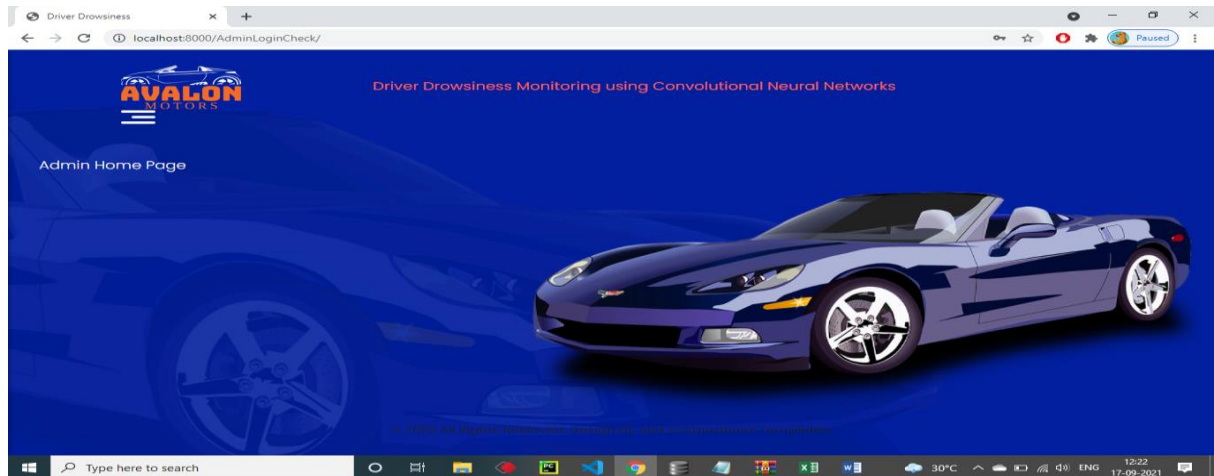 Driver Drowsiness
localhost:8000/AdminLoginCheck/
Paused
AVALON
MOTORS
Driver Drowsiness Monitoring using Convolutional Neural Networks
Admin Home Page
Type here to search
PC
30°C
ENG
12:22
17-09-2021